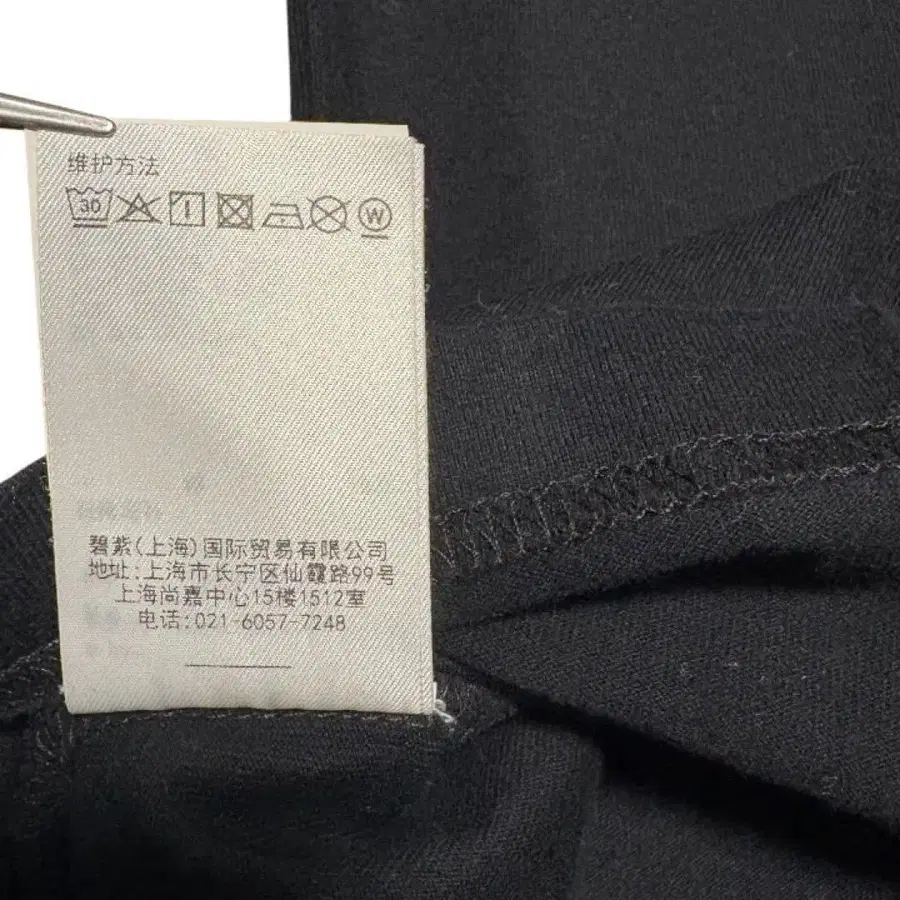 维护方法
30 W
碧紫(上海)国际贸易有限公司
地址:上海市长宁区仙霞路99号
上海尚嘉中心15楼1512室
电话:021-6057-7248